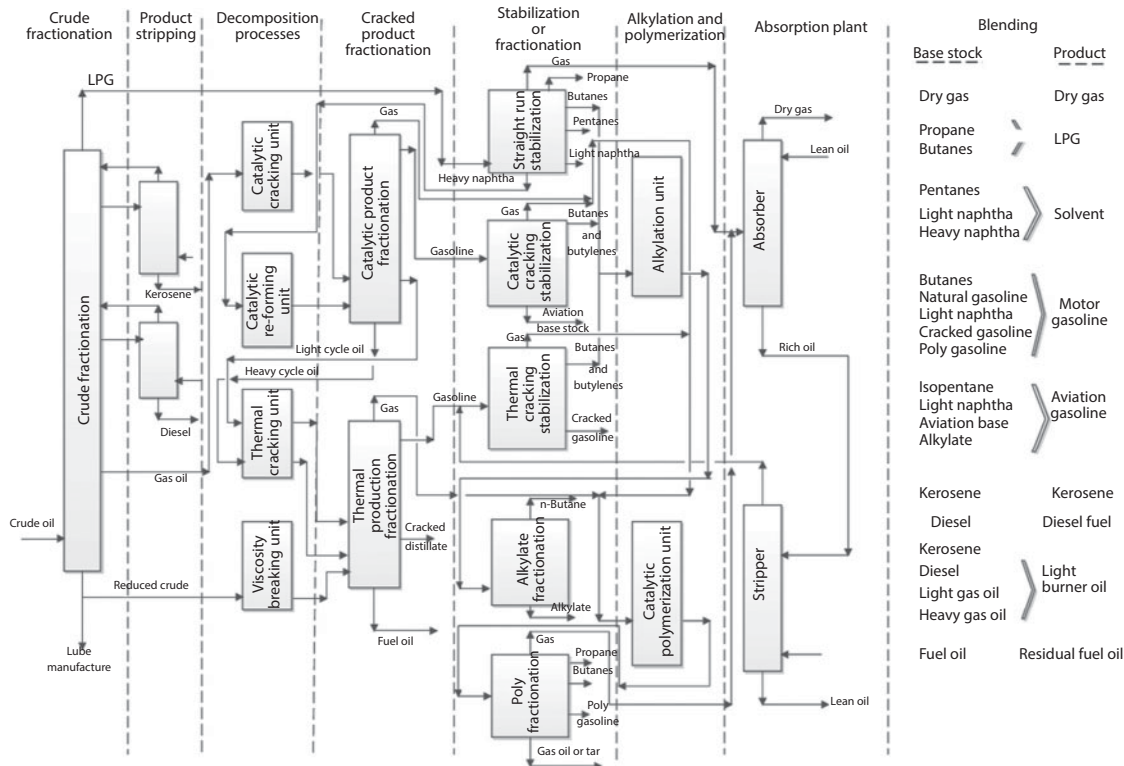 Crude
fractionation
Product
stripping
Decomposition
processes
Cracked
product
fractionation
Stabilization
or
fractionation
Alkylation and
polymerization
Absorption plant
Blending
Base stock
Product
LPG
Crude fractionation
Crude oil
Lube
manufacture
Reduced crude
Kerosene
Diesel
Gas oil
Catalytic
cracking unit
Catalytic
re-forming
unit
Light cycle oil
Heavy cycle oil
Thermal
cracking unit
Viscosity
breaking unit
Gas
Catalytic product
fractionation
Gasoline
Heavy naphtha
Gas
Thermal
production
fractionation
Gasoline
Cracked
distillate
Fuel oil
Gas
Propane
Butanes
Pentanes
Light naphtha
Straight run
stabilization
Gas
Butanes
and
butylenes
Catalytic
cracking
stabilization
Aviation
base stock
Gas
Butanes
and
butylenes
Thermal
cracking
stabilization
Cracked
gasoline
n-Butane
Alkylate
fractionation
Alkylate
Gas
Propane
Butanes
Poly
fractionation
Poly
gasoline
Gas oil or tar
Alkylation unit
Catalytic
polymerization unit
Dry gas
Lean oil
Absorber
Rich oil
Stripper
Lean oil
Dry gas
Dry gas
Propane
Butanes
LPG
Pentanes
Light naphtha
Heavy naphtha
Solvent
Butanes
Natural gasoline
Light naphtha
Cracked gasoline
Poly gasoline
Motor
gasoline
Isopentane
Light naphtha
Aviation base
Alkylate
Aviation
gasoline
Kerosene
Kerosene
Diesel
Diesel fuel
Kerosene
Diesel
Light gas oil
Heavy gas oil
Light
burner oil
Fuel oil
Residual fuel oil